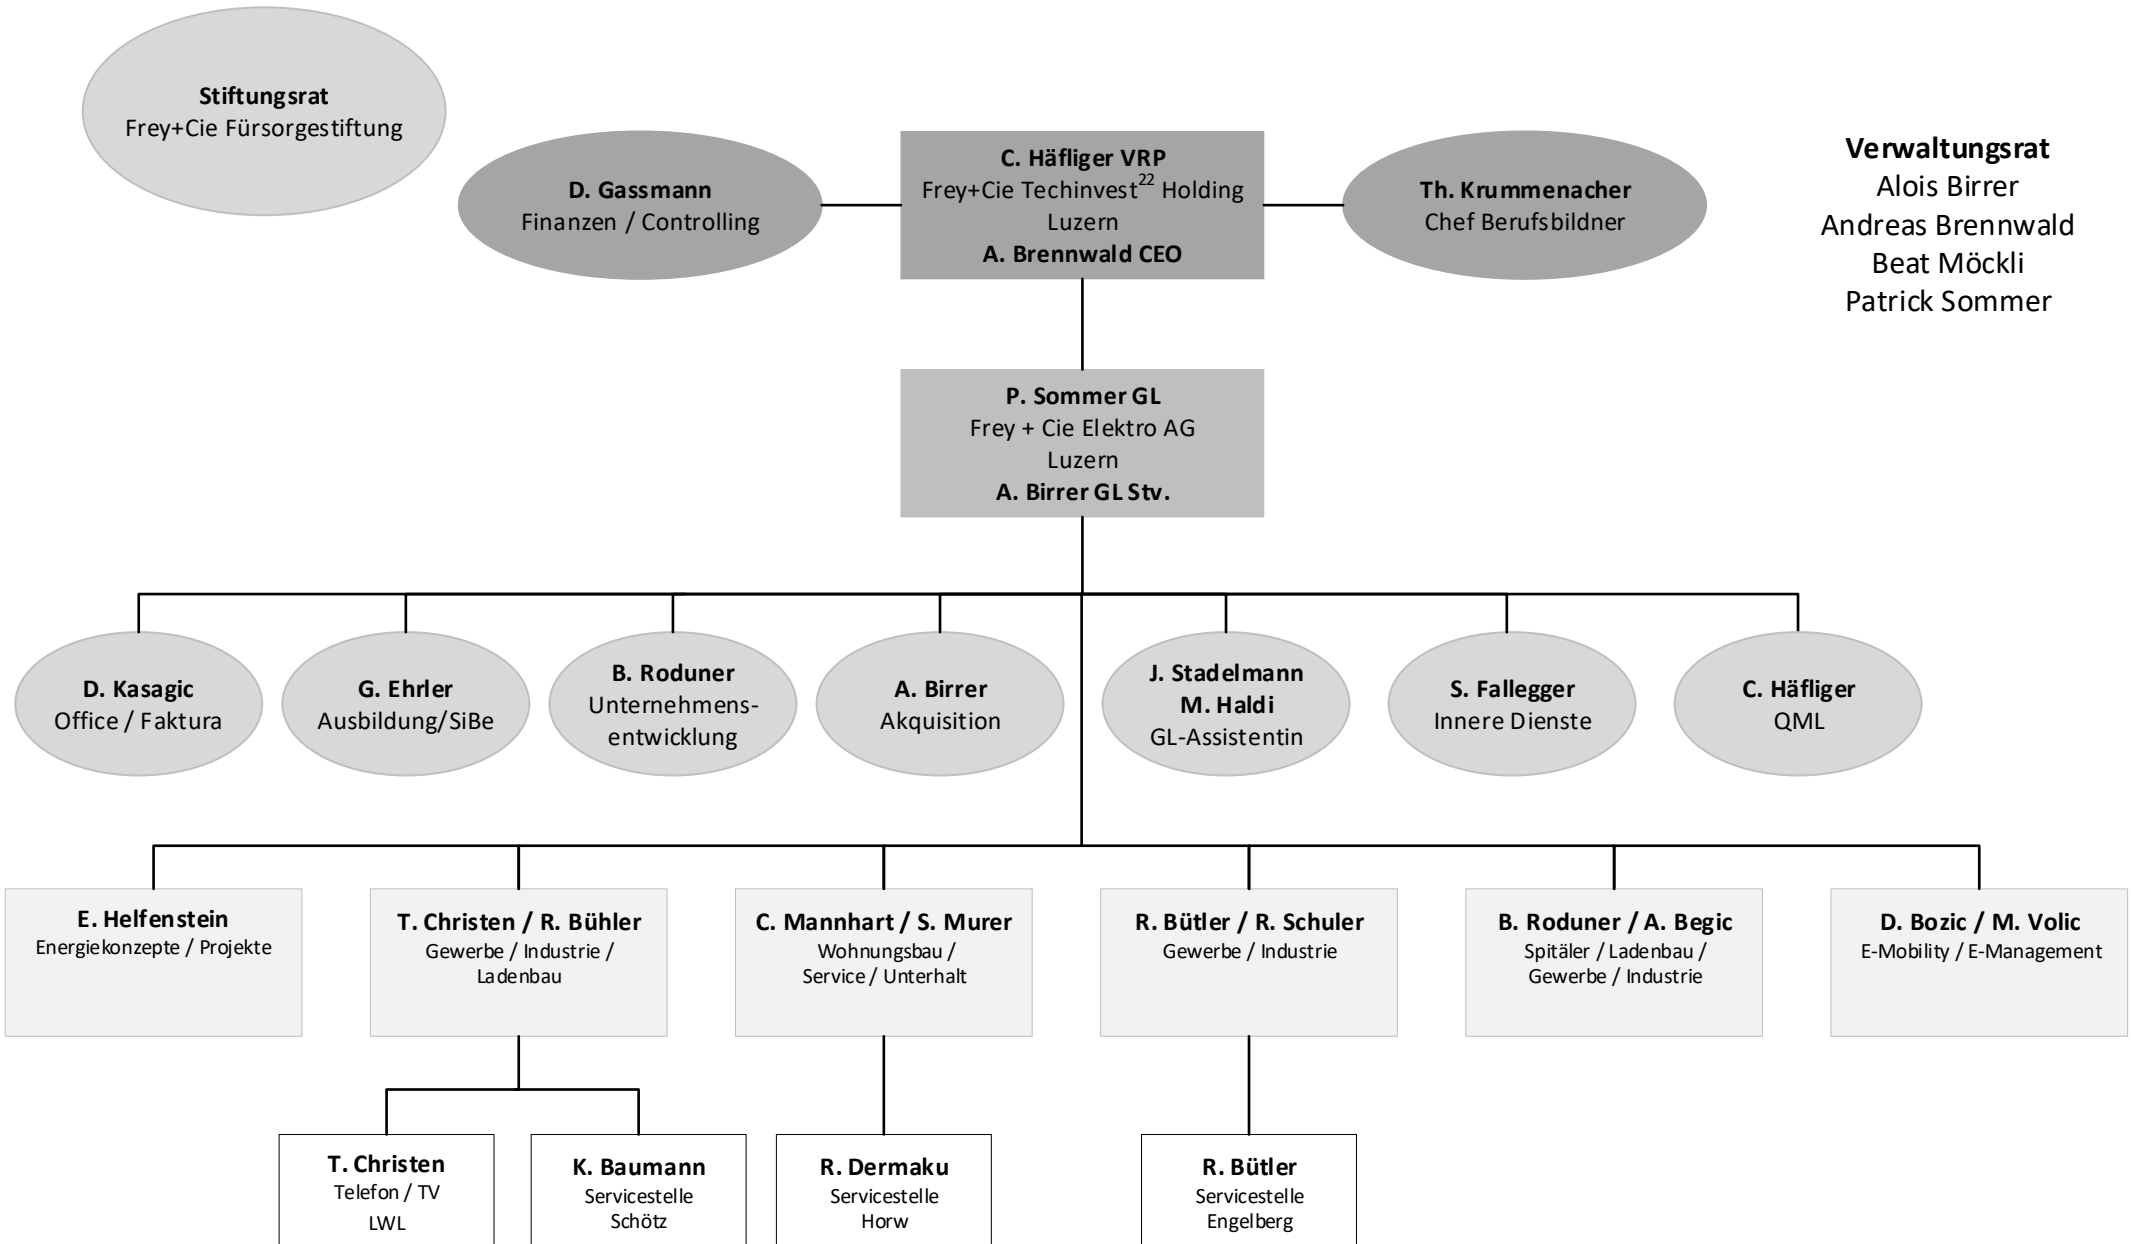 Stiftungsrat
Frey+Cie Fürsorgestiftung
D. Gassmann
Finanzen / Controlling
C. Häfliger VRP
Frey+Cie Techinvest²² Holding
Luzern
A. Brennwald CEO
Th. Krummenacher
Chef Berufsbildner
Verwaltungsrat
Alois Birrer
Andreas Brennwald
Beat Möckli
Patrick Sommer
P. Sommer GL
Frey + Cie Elektro AG
Luzern
A. Birrer GL Stv.
D. Kasagic
Office / Faktura
G. Ehrler
Ausbildung/SiBe
B. Roduner
Unternehmens-
entwicklung
A. Birrer
Akquisition
J. Stadelmann
M. Haldi
GL-Assistentin
S. Fallegger
Innere Dienste
C. Häfliger
QML
E. Helfenstein
Energiekonzepte / Projekte
T. Christen / R. Bühler
Gewerbe / Industrie /
Ladenbau
C. Mannhart / S. Murer
Wohnungsbau /
Service / Unterhalt
R. Bütler / R. Schuler
Gewerbe / Industrie
B. Roduner / A. Begic
Spitäler / Ladenbau /
Gewerbe / Industrie
D. Bozic / M. Volic
E-Mobility / E-Management
T. Christen
Telefon / TV
LWL
K. Baumann
Servicestelle
Schötz
R. Dermaku
Servicestelle
Horw
R. Bütler
Servicestelle
Engelberg